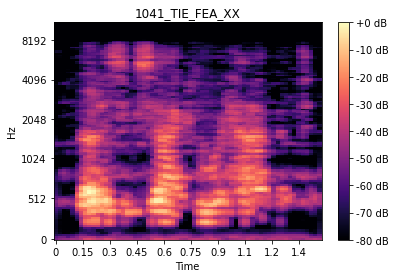 1041_TIE_FEA_XX
+0 dB
8192
-10 dB
4096
-20 dB
-30 dB
2048
Hz
-40 dB
1024
-50 dB
512
-60 dB
-70 dB
0
-80 dB
0 0.15 0.3 0.45 0.6 0.75 0.9 1.1 1.2 1.4
Time